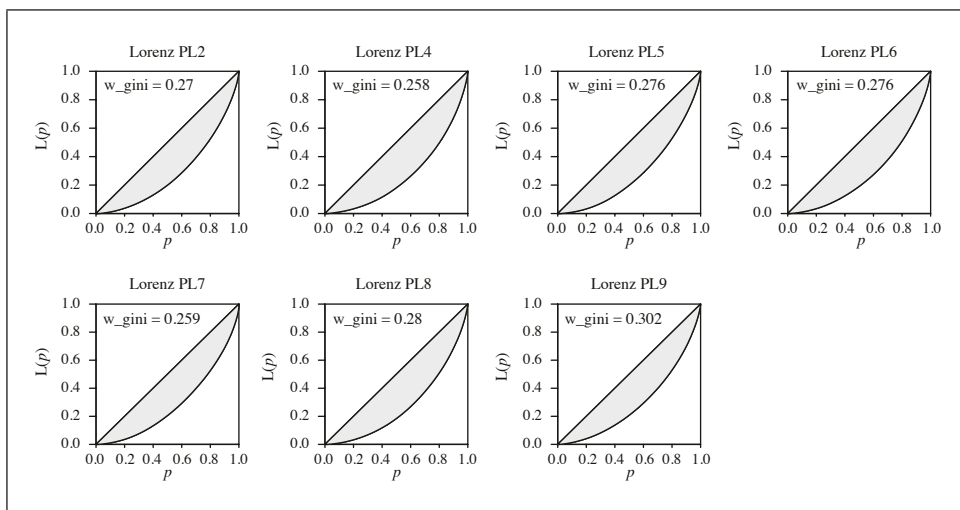 Lorenz PL2
w_gini = 0.27
L(p)
1.0
0.8
0.6
0.4
0.2
0.0
0.0 0.2 0.4 0.6 0.8 1.0
p
Lorenz PL4
w_gini = 0.258
L(p)
1.0
0.8
0.6
0.4
0.2
0.0
0.0 0.2 0.4 0.6 0.8 1.0
p
Lorenz PL5
w_gini = 0.276
L(p)
1.0
0.8
0.6
0.4
0.2
0.0
0.0 0.2 0.4 0.6 0.8 1.0
p
Lorenz PL6
w_gini = 0.276
L(p)
1.0
0.8
0.6
0.4
0.2
0.0
0.0 0.2 0.4 0.6 0.8 1.0
p
Lorenz PL7
w_gini = 0.259
L(p)
1.0
0.8
0.6
0.4
0.2
0.0
0.0 0.2 0.4 0.6 0.8 1.0
p
Lorenz PL8
w_gini = 0.28
L(p)
1.0
0.8
0.6
0.4
0.2
0.0
0.0 0.2 0.4 0.6 0.8 1.0
p
Lorenz PL9
w_gini = 0.302
L(p)
1.0
0.8
0.6
0.4
0.2
0.0
0.0 0.2 0.4 0.6 0.8 1.0
p